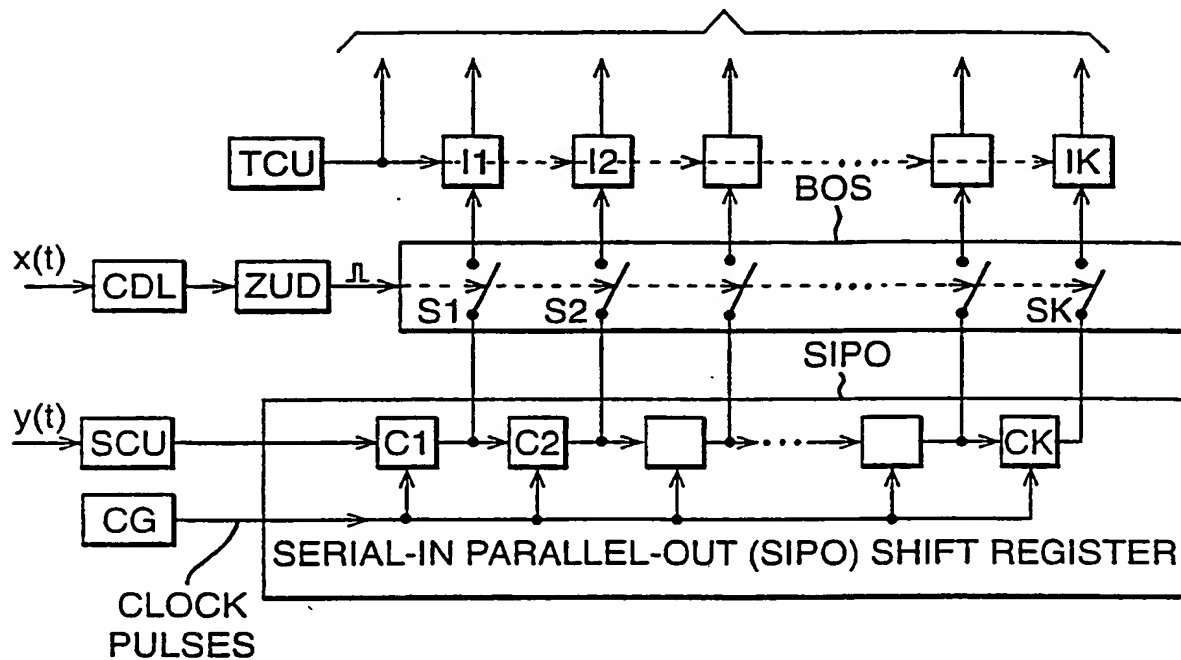 TCU I1 I2 IK
BOS
x(t) CDL ZUD
S1 S2 SK
SIPO
y(t) SCU C1 C2 CK
CG
SERIAL-IN PARALLEL-OUT (SIPO) SHIFT REGISTER
CLOCK
PULSES